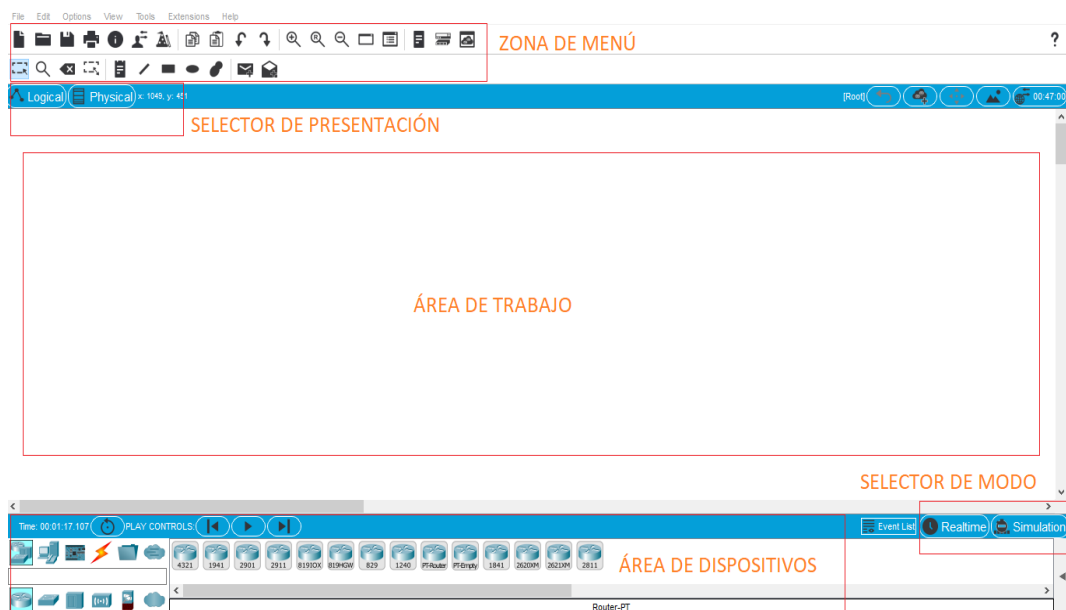 File Edit Options View Tools Extensions Help
ZONA DE MENÚ
?
Logical Physical x: 1049, y: 451
[Root] 00:47:00
SELECTOR DE PRESENTACIÓN
ÁREA DE TRABAJO
SELECTOR DE MODO
Time: 00:01:17.107 PLAY CONTROLS: Event List Realtime Simulation
4321 1941 2901 2911 819IOX 819HGW 829 1240 PT-Router PT-Empty 1841 2620XM 2621XM 2811
ÁREA DE DISPOSITIVOS
Router-PT